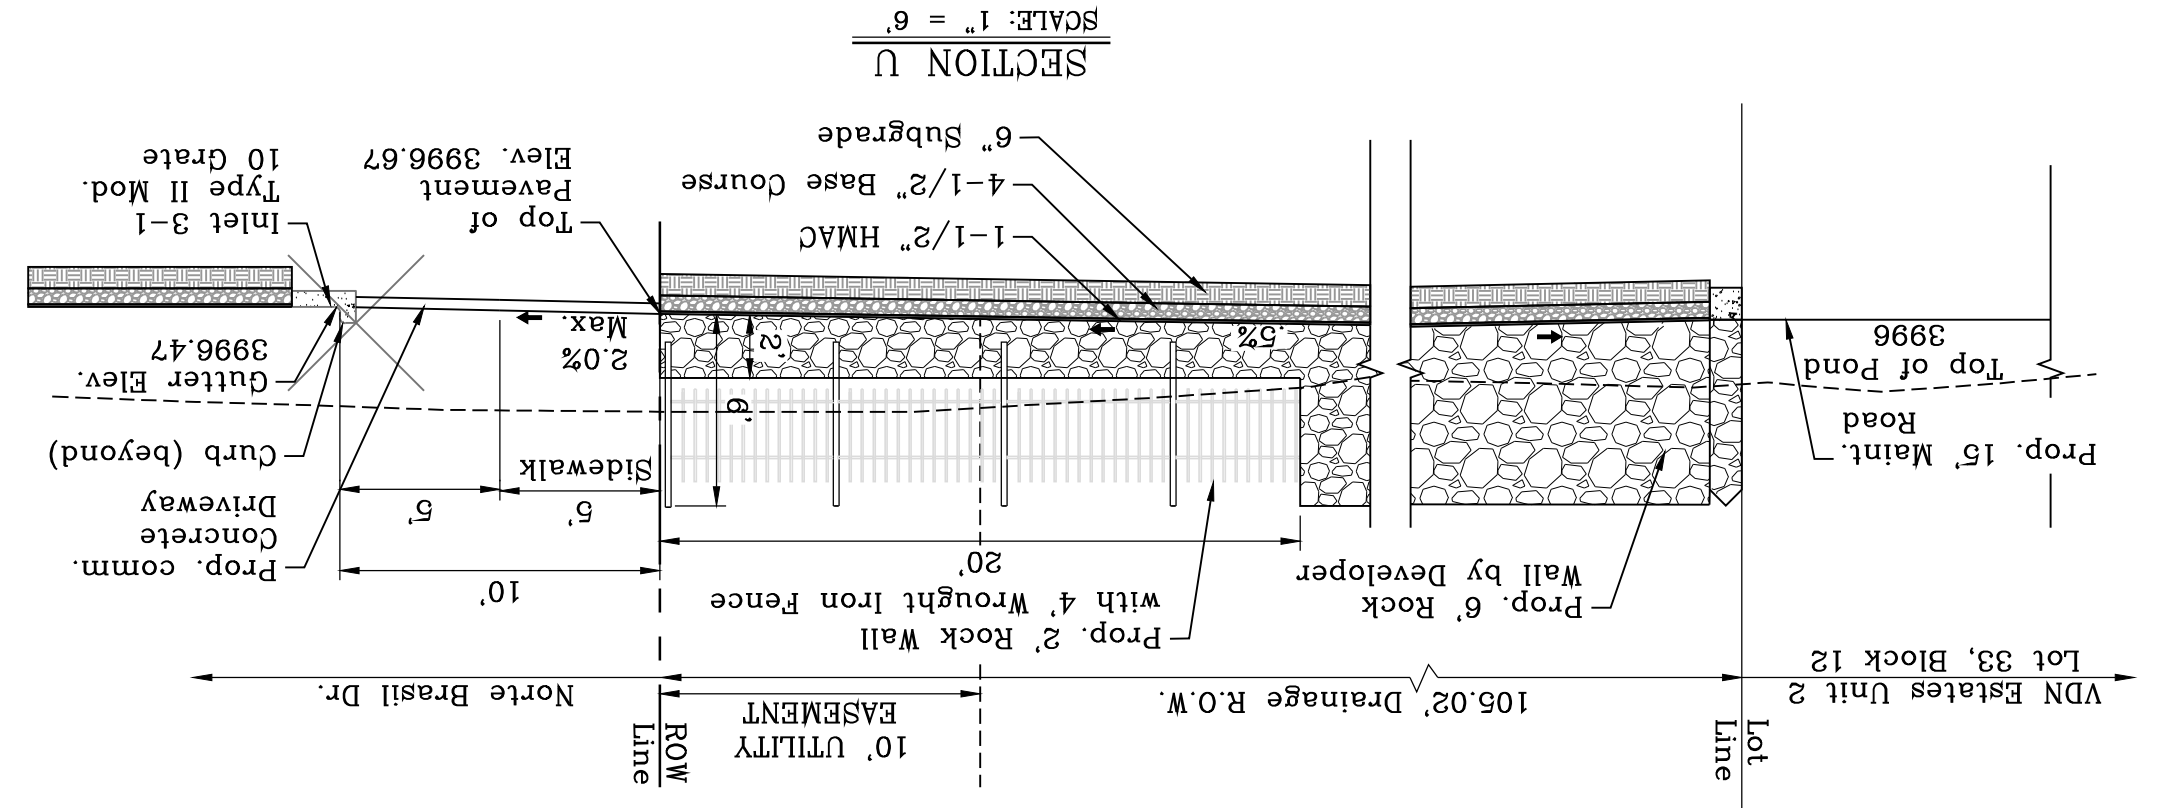 Lot
Line
ROW
Line
VDN Estates Unit 2
Lot 33, Block 12
105.02' Drainage R.O.W.
10' UTILITY
EASEMENT
Norte Brasil Dr.
Prop. 6' Rock
Wall by Developer
Prop. 2' Rock Wall
with 4' Wrought Iron Fence
20'
10'
5'
5'
Sidewalk
Prop. comm.
Concrete
Driveway
Curb (beyond)
Gutter Elev.
3996.47
Prop. 15' Maint.
Road
Top of Pond
3996
6'
2'
.5%
2.0%
Max.
1-1/2" HMAC
4-1/2" Base Course
6" Subgrade
Top of
Pavement
Elev. 3996.67
Inlet 3-1
Type II Mod.
10 Grate
SECTION U
SCALE: 1" = 6'